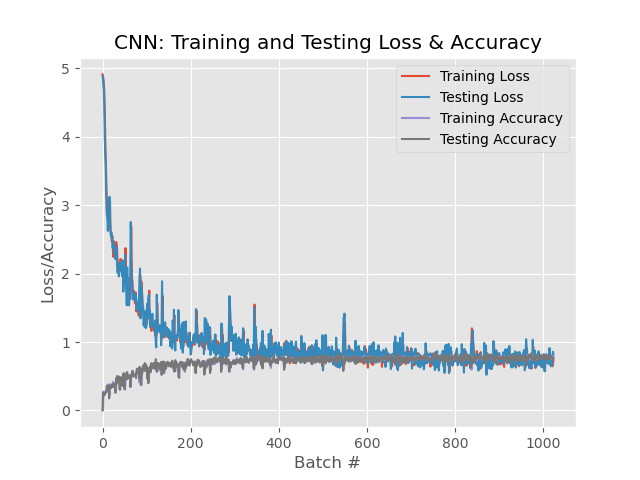 CNN: Training and Testing Loss & Accuracy
Training Loss
Testing Loss
Training Accuracy
Testing Accuracy
Loss/Accuracy
5
4
3
2
1
0
0 200 400 600 800 1000
Batch #